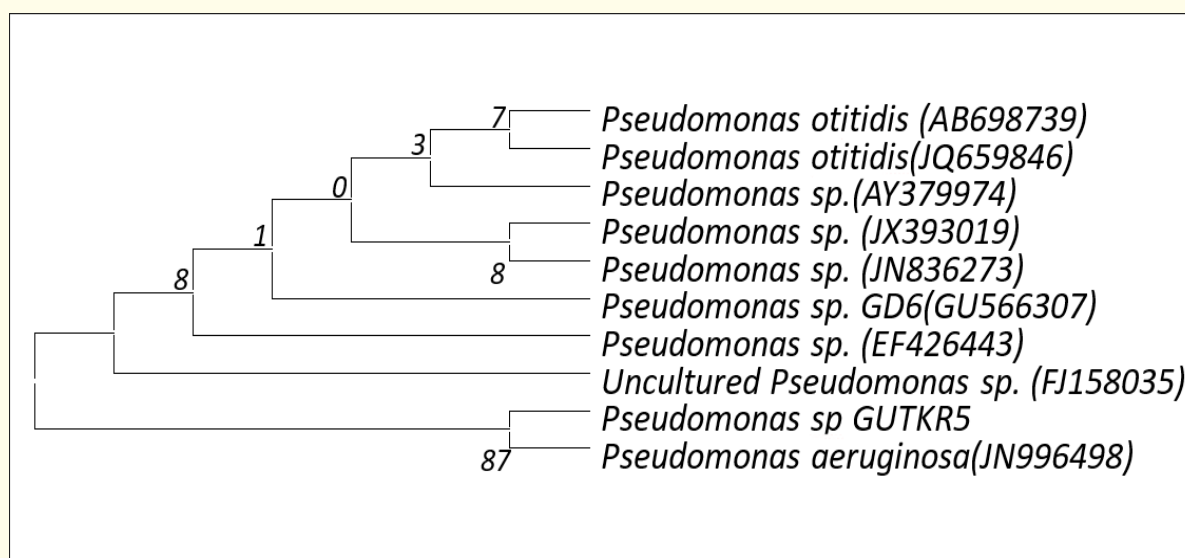 7
Pseudomonas otitidis (AB698739)
3
Pseudomonas otitidis(JQ659846)
0
Pseudomonas sp.(AY379974)
1
Pseudomonas sp. (JX393019)
8
Pseudomonas sp. (JN836273)
8
Pseudomonas sp. GD6(GU566307)
Pseudomonas sp. (EF426443)
Uncultured Pseudomonas sp. (FJ158035)
Pseudomonas sp GUTKR5
87
Pseudomonas aeruginosa(JN996498)